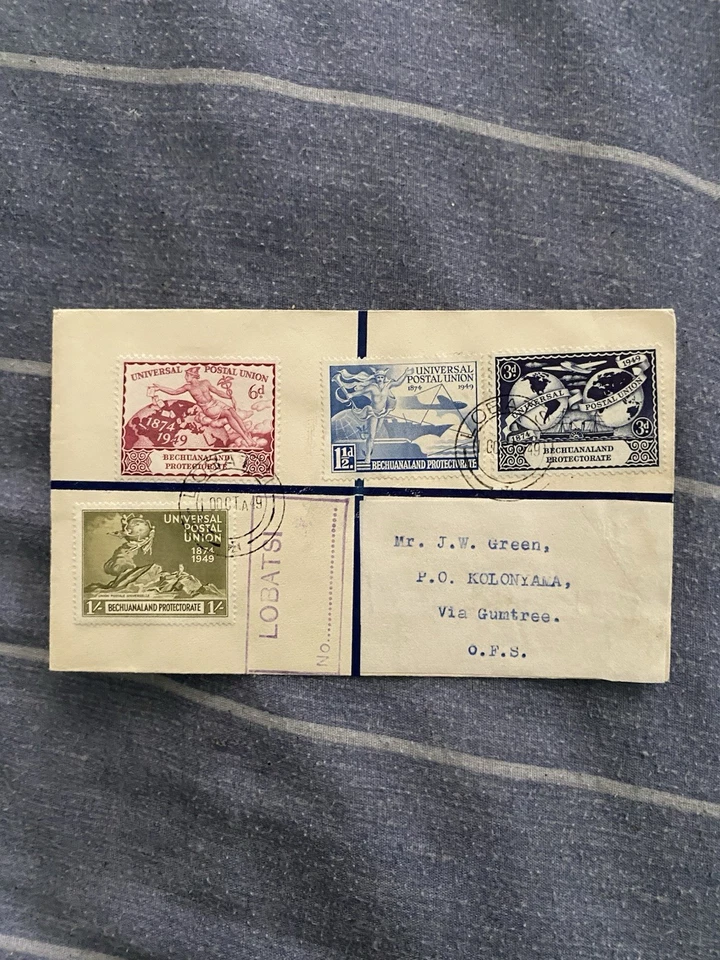 UNIVERSAL POSTAL UNION
6d
1874
1949
BECHUANALAND
PROTECTORATE
UNIVERSAL
POSTAL UNION
1874 1949
1½d
BECHUANALAND PROTECTORATE
3d
1949
UNIVERSAL POSTAL UNION
1874
3d
BECHUANALAND
PROTECTORATE
UNIVERSAL
POSTAL
UNION
1874
1949
1/- BECHUANALAND PROTECTORATE 1/-
LOBATSI
No.
Mr. J.W. Green,
P.O. KOLONYAMA,
Via Gumtree.
O.F.S.